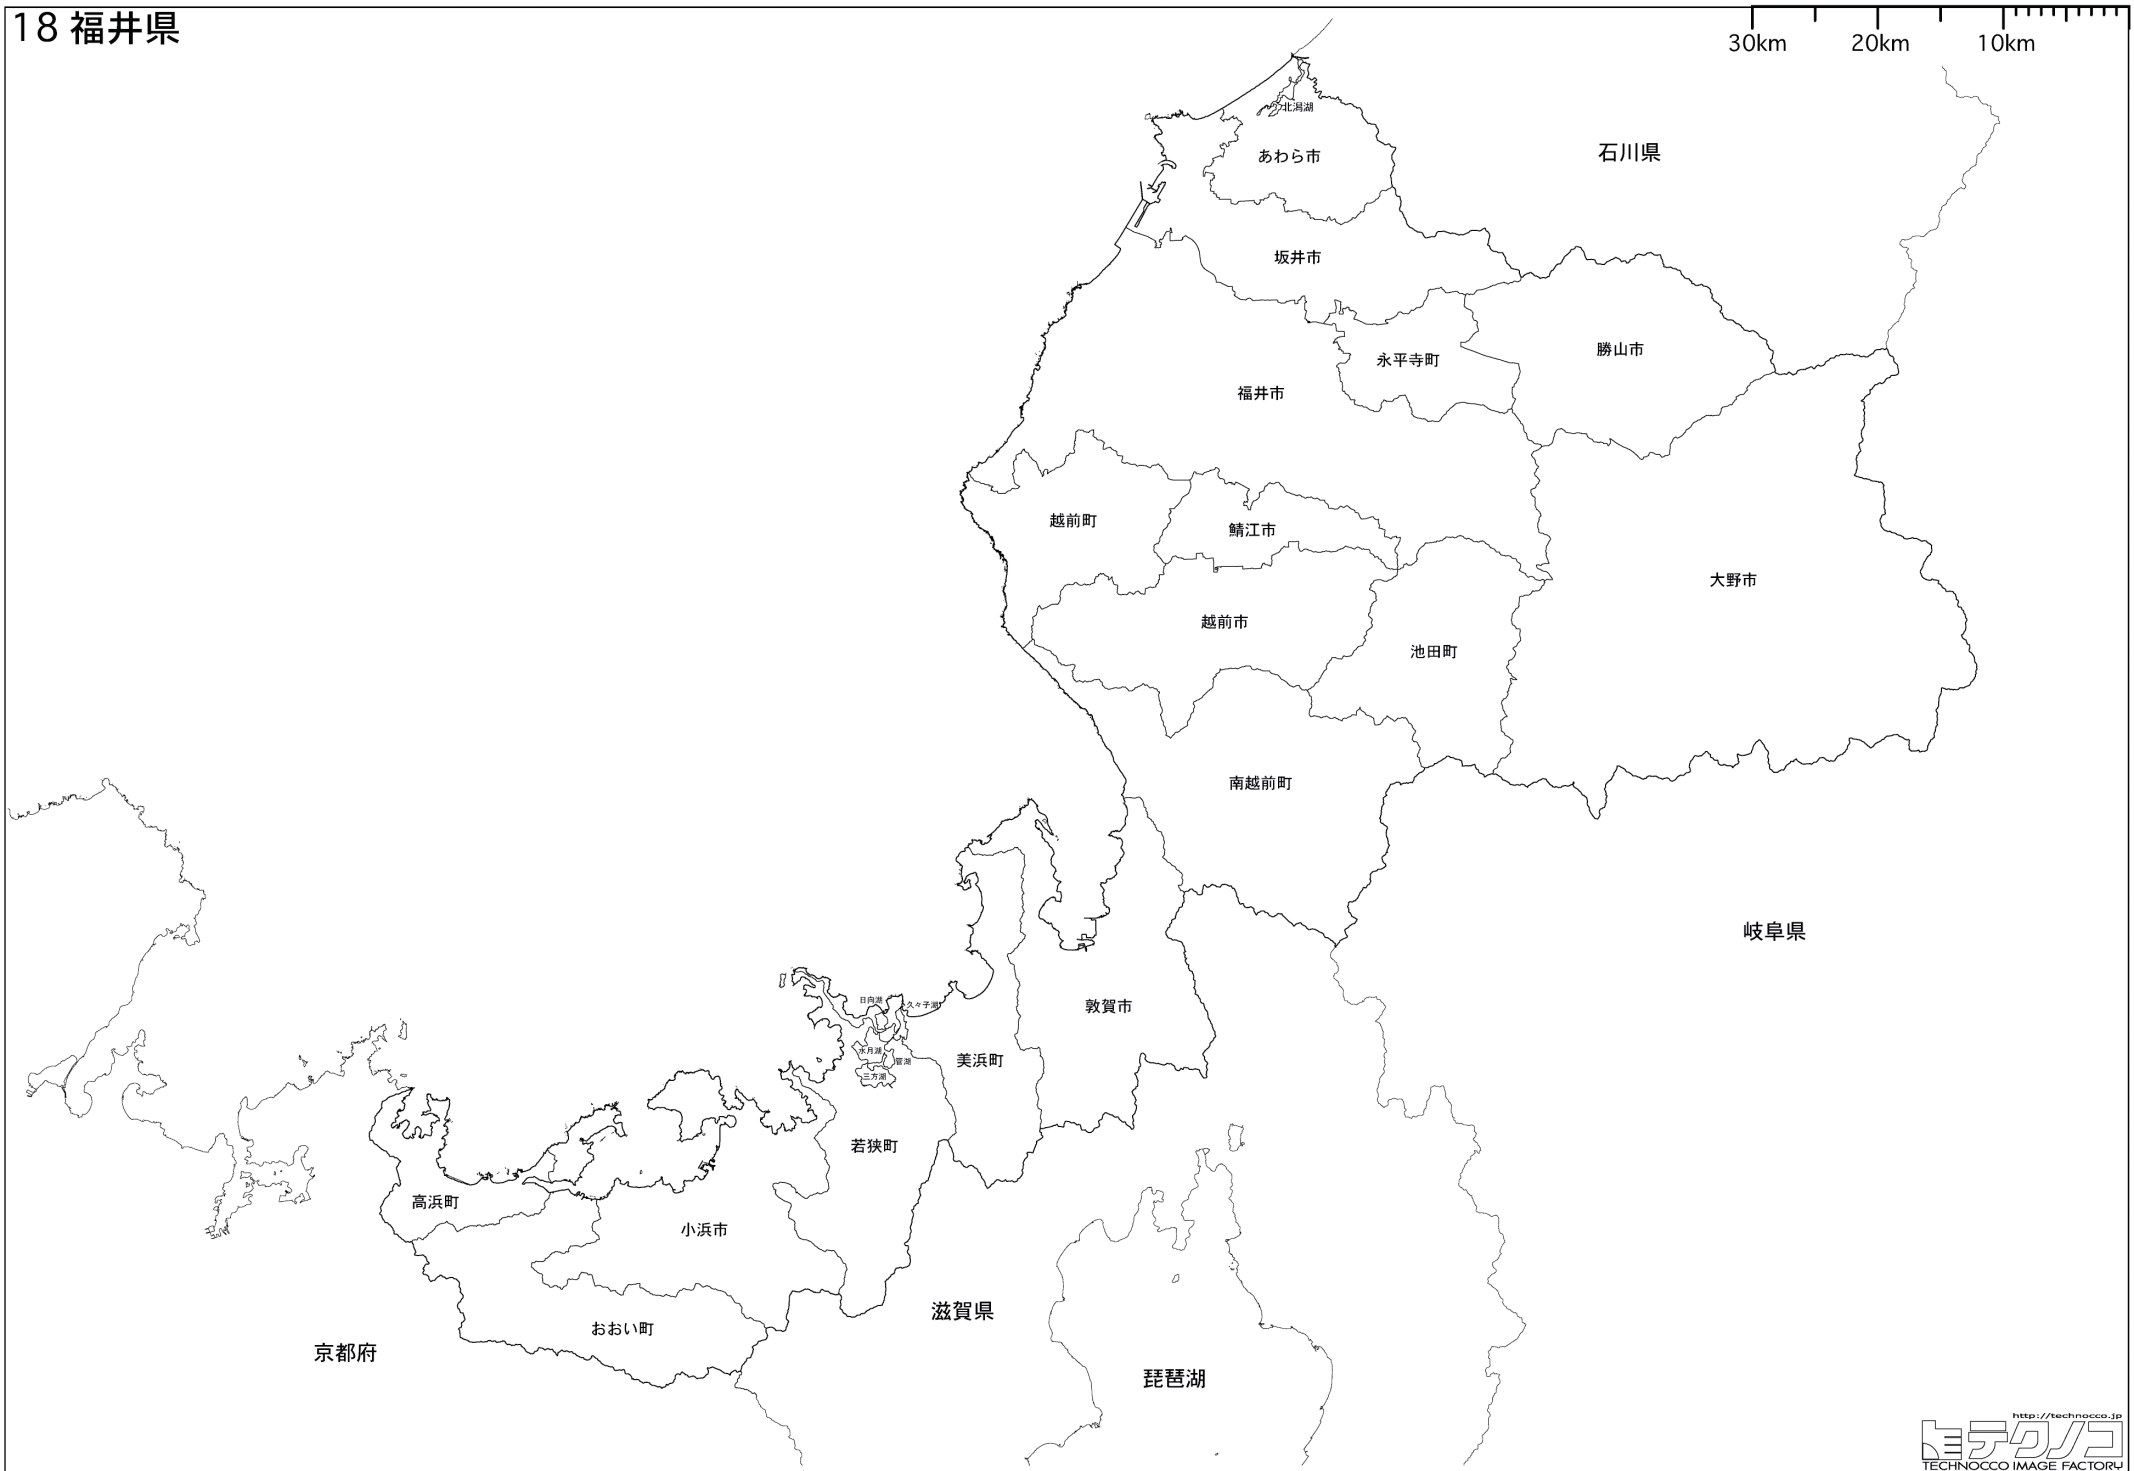 18 福井県
30km
20km
10km
北潟湖
あわら市
石川県
坂井市
勝山市
永平寺町
福井市
越前町
鯖江市
大野市
越前市
池田町
南越前町
岐阜県
日向湖
久々子湖
敦賀市
水月湖
菅湖
美浜町
三方湖
若狭町
高浜町
小浜市
滋賀県
おおい町
京都府
琵琶湖
http://technocco.jp
テクノコ
TECHNOCCO IMAGE FACTORY